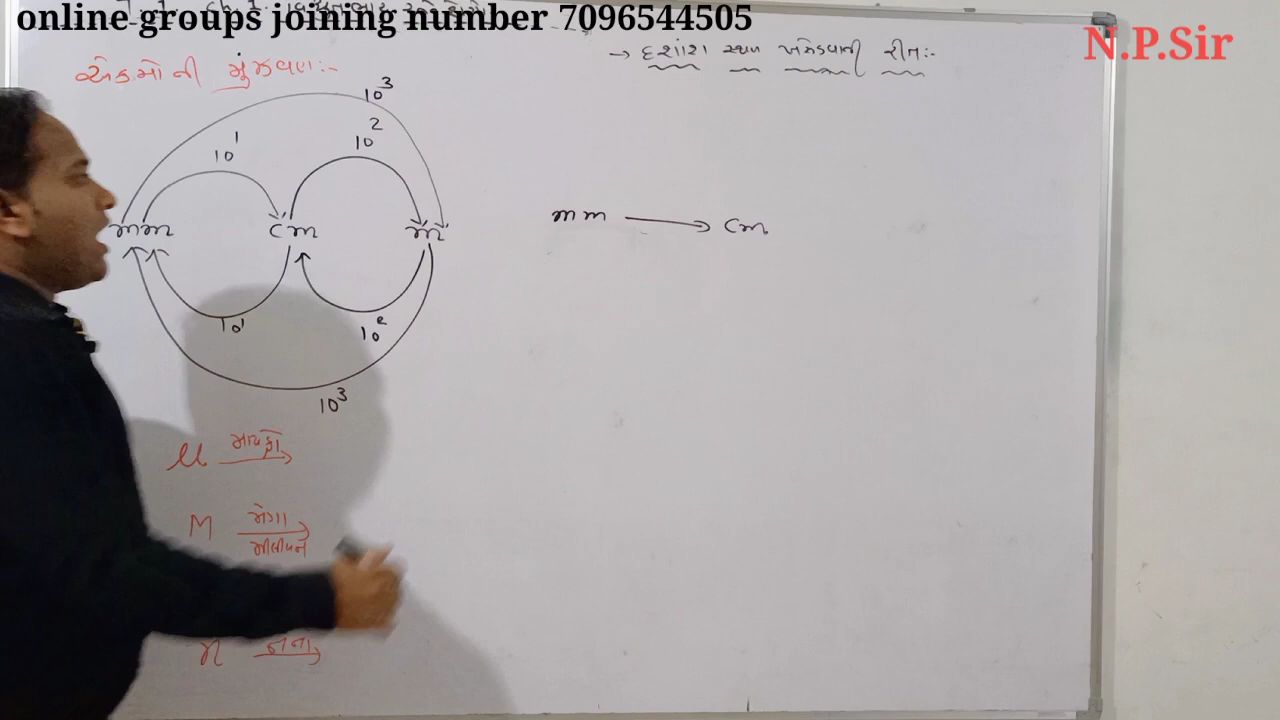 online groups joining number 7096544505
N.P.Sir
એકમો ની મુંઝવણ:-
→ દશાંશ સ્થળ ખસેડવાની રીત:-
10³
10¹
10²
mm cm m
mm → cm
10¹
10²
10³
μ માઇક્રો →
M મેગા →
મીલીયન
n નેનો →